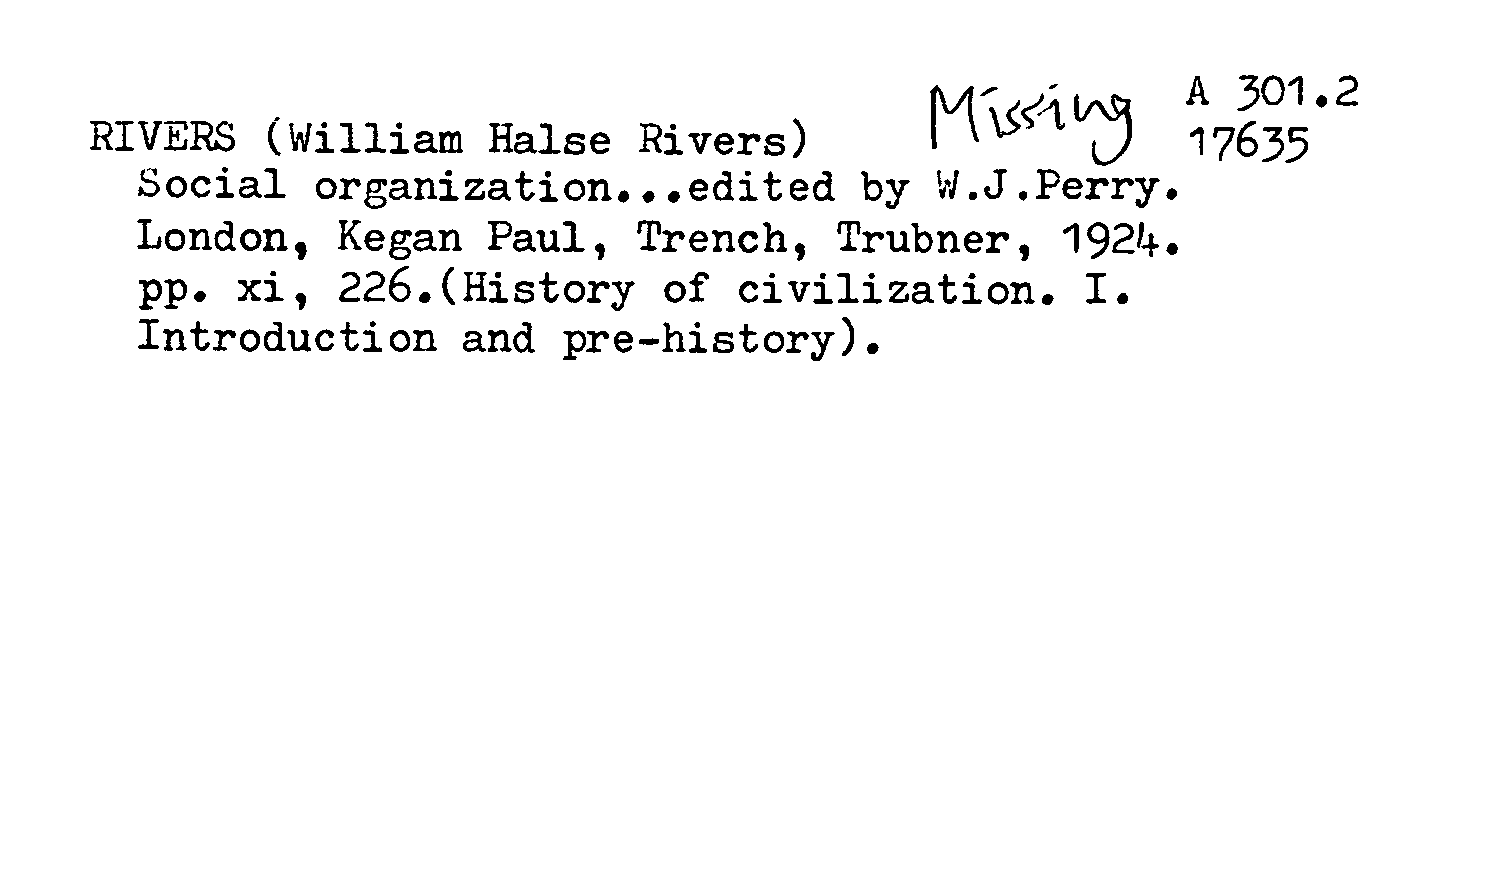 Missing A 301.2
RIVERS (William Halse Rivers) 17635
Social organization...edited by W.J.Perry.
London, Kegan Paul, Trench, Trubner, 1924.
pp. xi, 226.(History of civilization. I.
Introduction and pre-history).